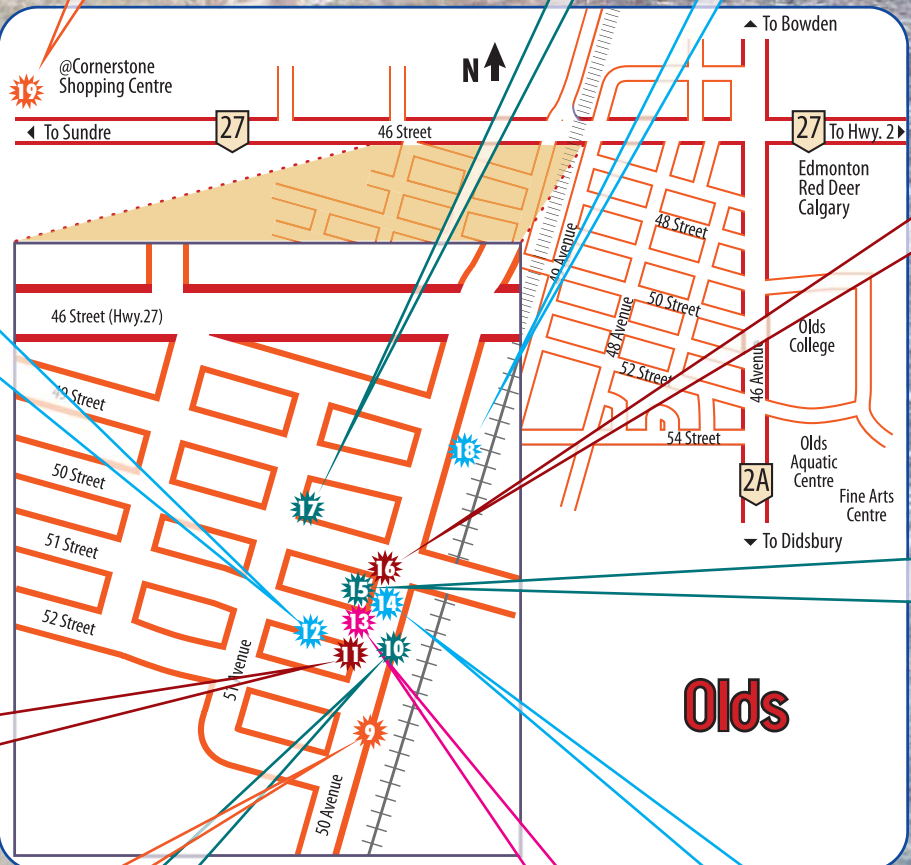 To Bowden
19
@Cornerstone
Shopping Centre
N
27
27
To Sundre
46 Street
To Hwy. 2
Edmonton
Red Deer
Calgary
48 Street
49 Avenue
50 Street
48 Avenue
46 Street (Hwy.27)
Olds
College
46 Avenue
52 Street
49 Street
54 Street
18
Olds
Aquatic
Centre
50 Street
2A
Fine Arts
Centre
17
To Didsbury
51 Street
16
15
14
52 Street
13
12
10
11
51 Avenue
Olds
9
50 Avenue